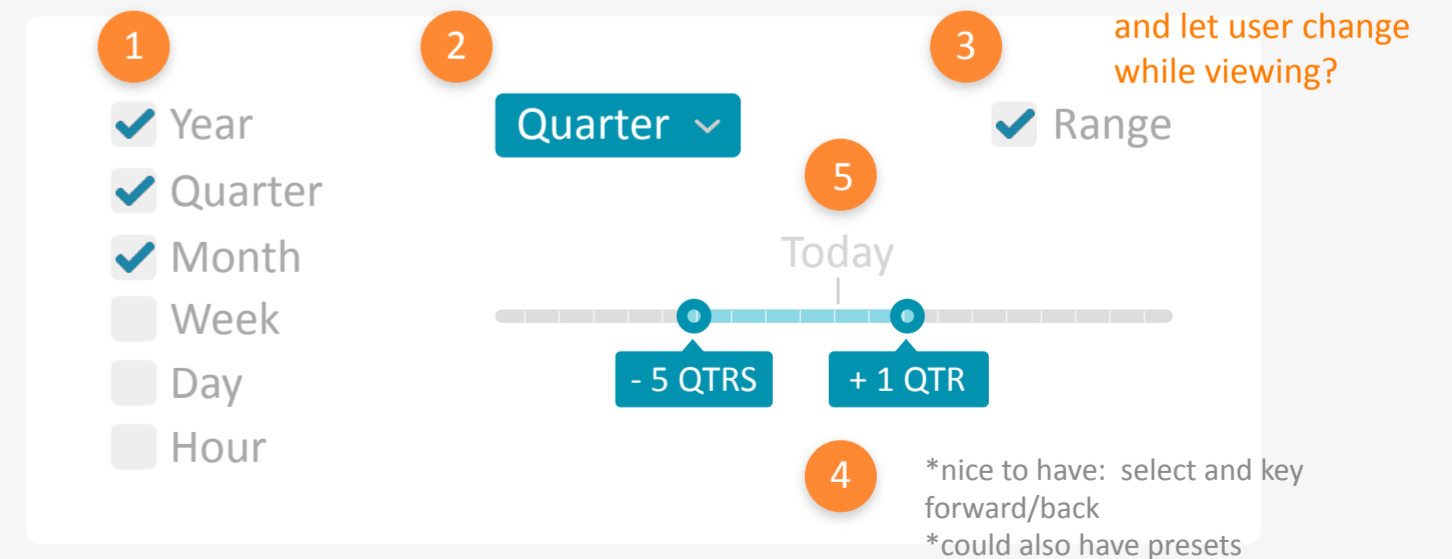 and let user change
while viewing?
1
2
3
Year
Quarter
Range
Quarter
5
Month
Today
Week
Day
- 5 QTRS
+ 1 QTR
Hour
4
*nice to have: select and key
forward/back
*could also have presets